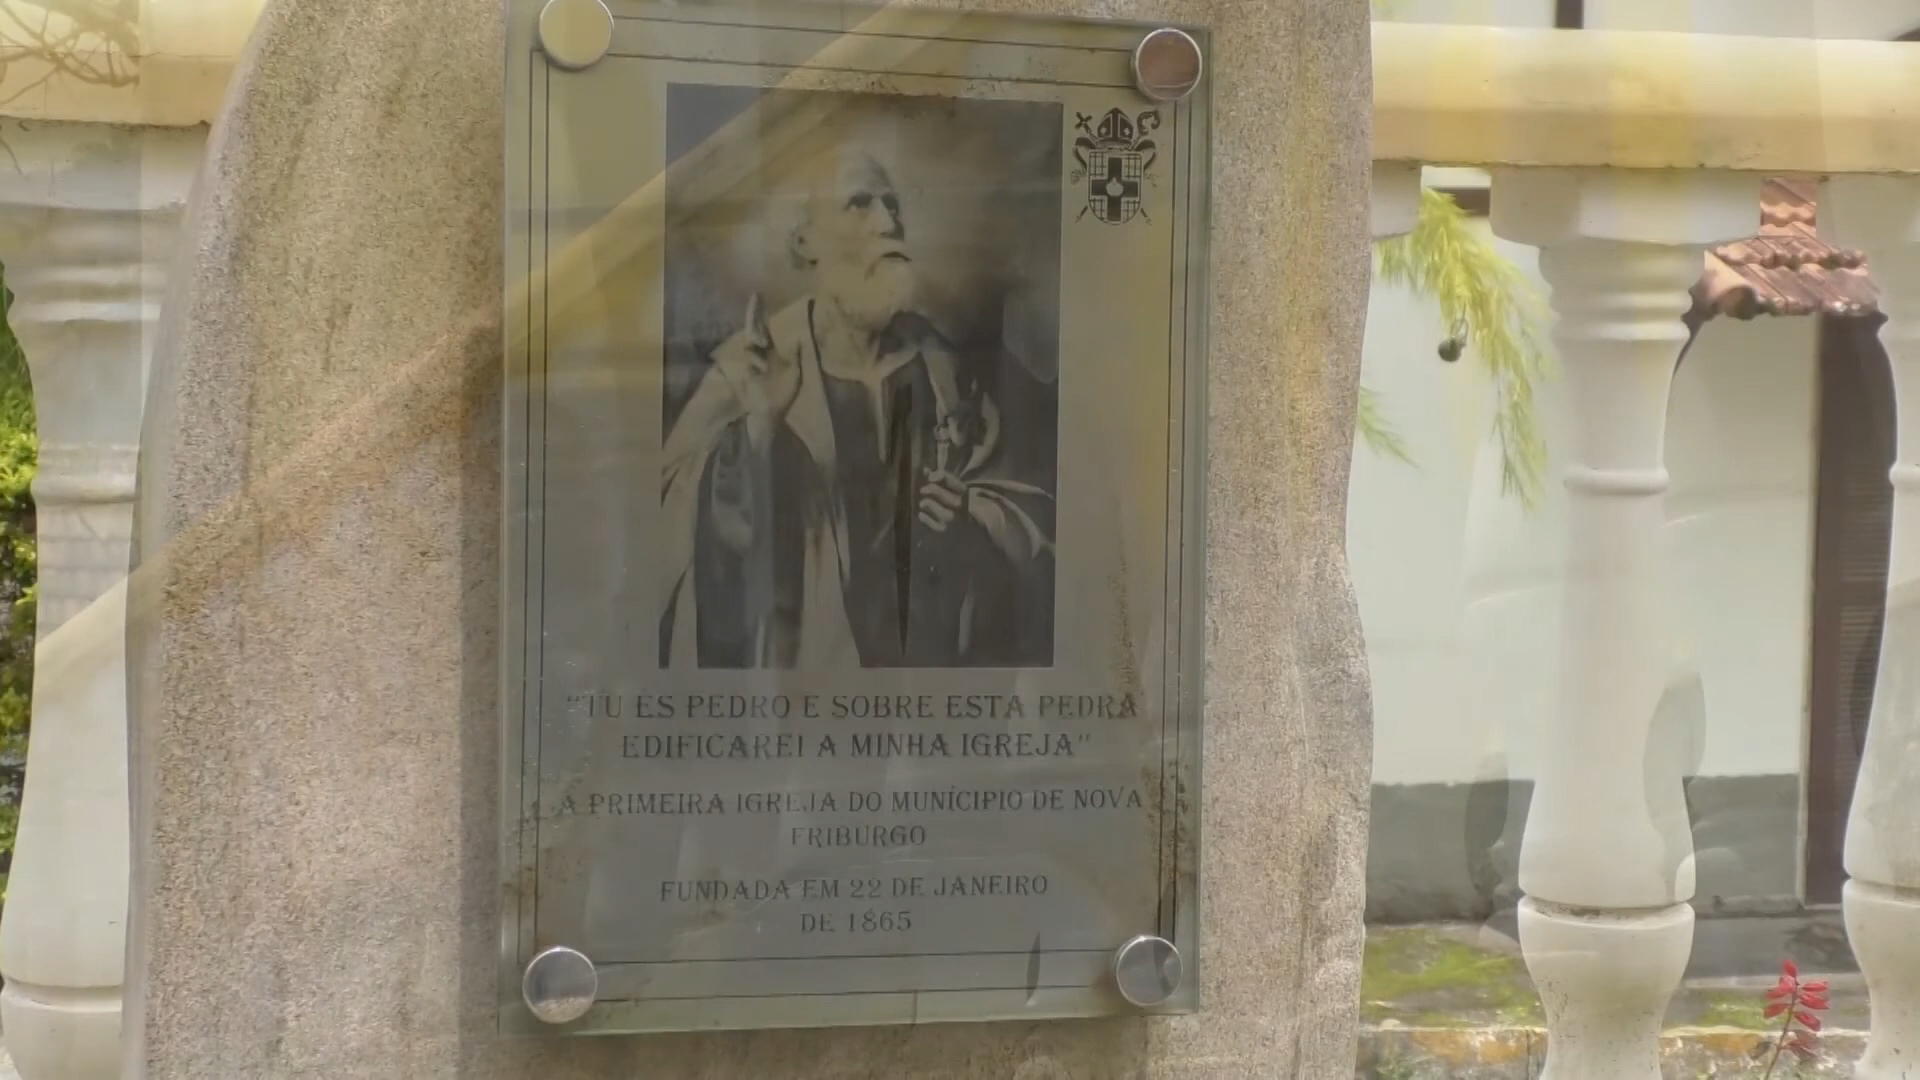 “TU ÉS PEDRO E SOBRE ESTA PEDRA
EDIFICAREI A MINHA IGREJA”
A PRIMEIRA IGREJA DO MUNÍCIPIO DE NOVA
FRIBURGO
FUNDADA EM 22 DE JANEIRO
DE 1865